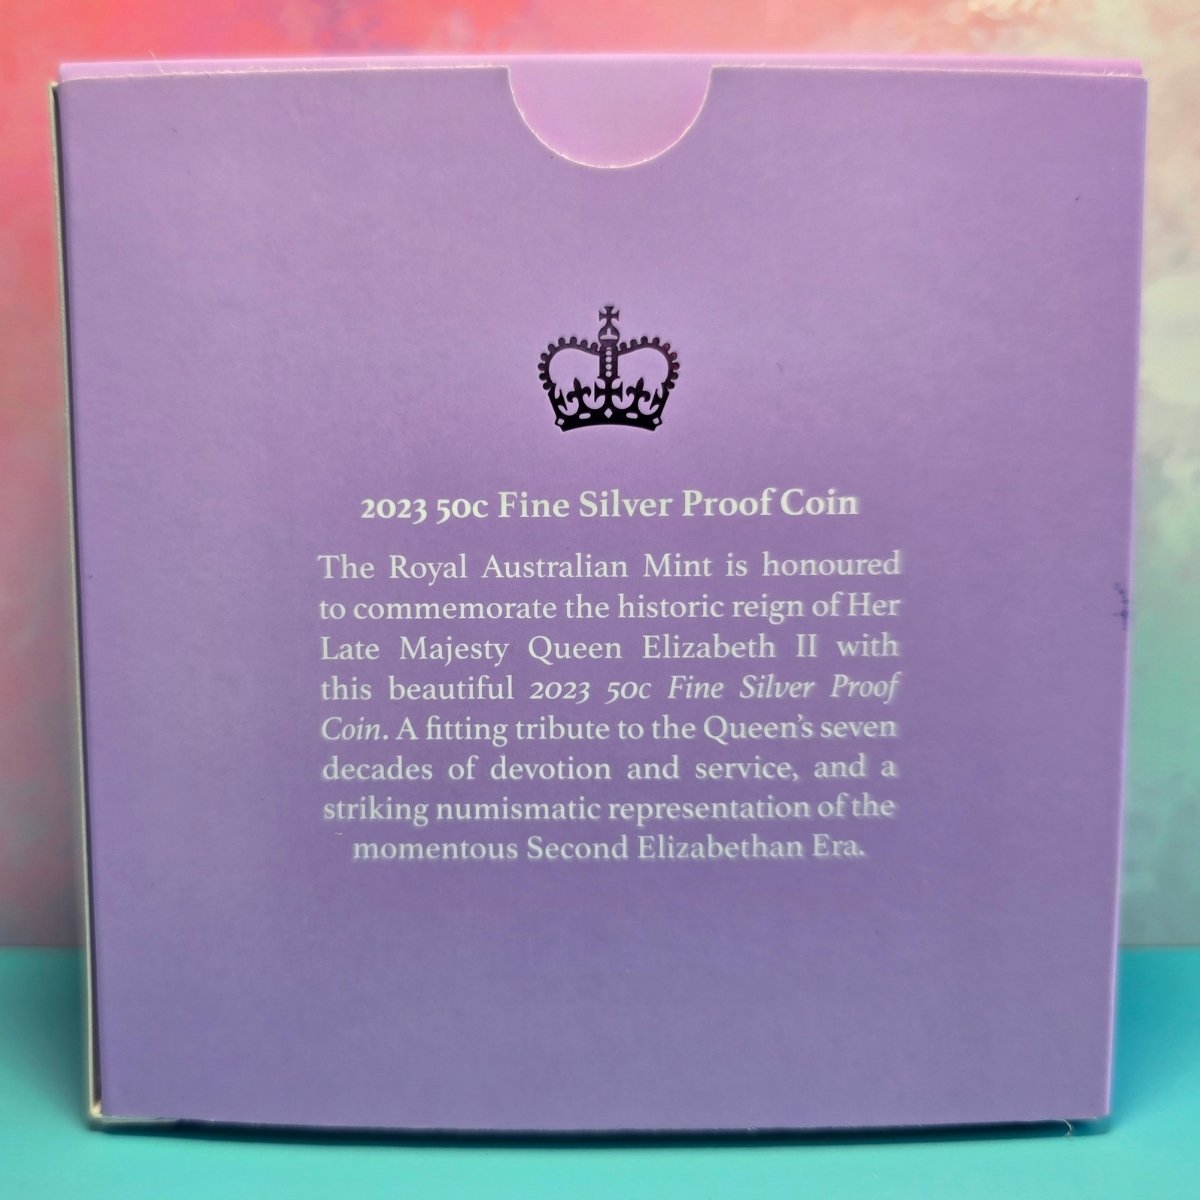 2023 50c Fine Silver Proof Coin
The Royal Australian Mint is honoured
to commemorate the historic reign of Her
Late Majesty Queen Elizabeth II with
this beautiful 2023 50c Fine Silver Proof
Coin. A fitting tribute to the Queen's seven
decades of devotion and service, and a
striking numismatic representation of the
momentous Second Elizabethan Era.